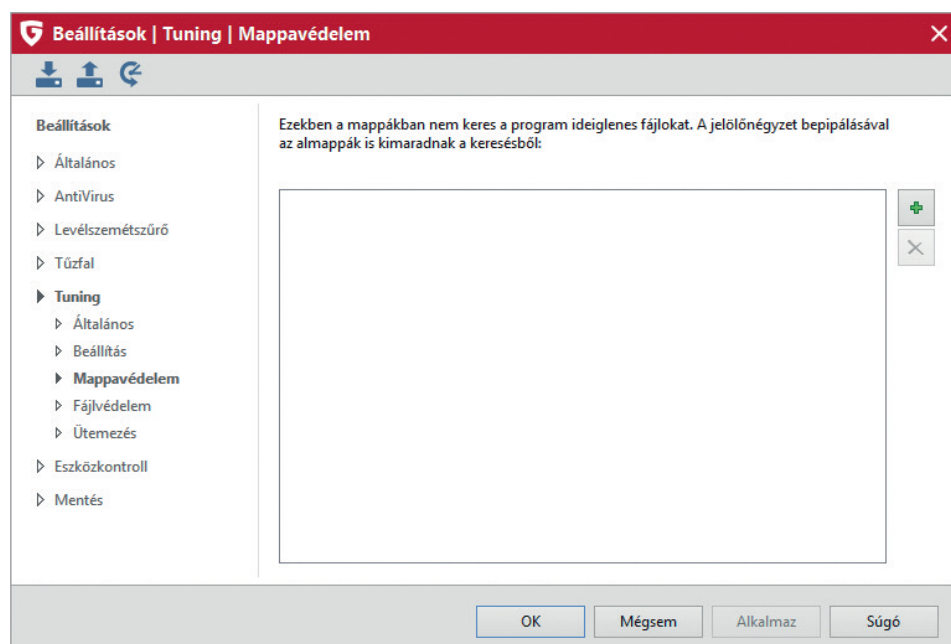 Beállítások | Tuning | Mappavédelem
Beállítások
Általános
AntiVirus
Levélszemétszűrő
Tűzfal
Tuning
Általános
Beállítás
Mappavédelem
Fájlvédelem
Ütemezés
Eszközkontroll
Mentés
Ezekben a mappákban nem keres a program ideiglenes fájlokat. A jelölőnégyzet bepipálásával
az almappák is kimaradnak a keresésből:
OK
Mégsem
Alkalmaz
Súgó